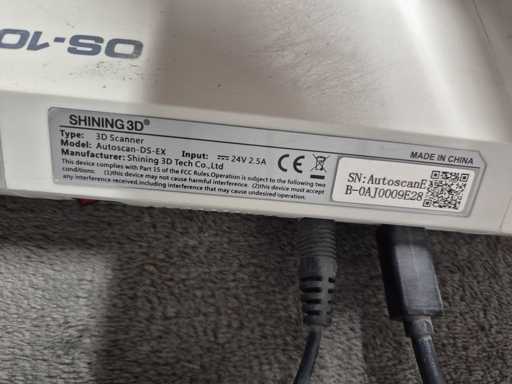 OS-10
SHINING 3D®
Type: 3D Scanner
Model: Autoscan-DS-EX Input: 24V 2.5A
Manufacturer: Shining 3D Tech Co.,Ltd
This device complies with Part 15 of the FCC Rules.Operation is subject to the following two
conditions: (1)this device may not cause harmful interference. (2)this device must accept
any interference received,including interference that may cause undesired operation.
CE
MADE IN CHINA
SN:AutoscanE
B-0AJ0009E28